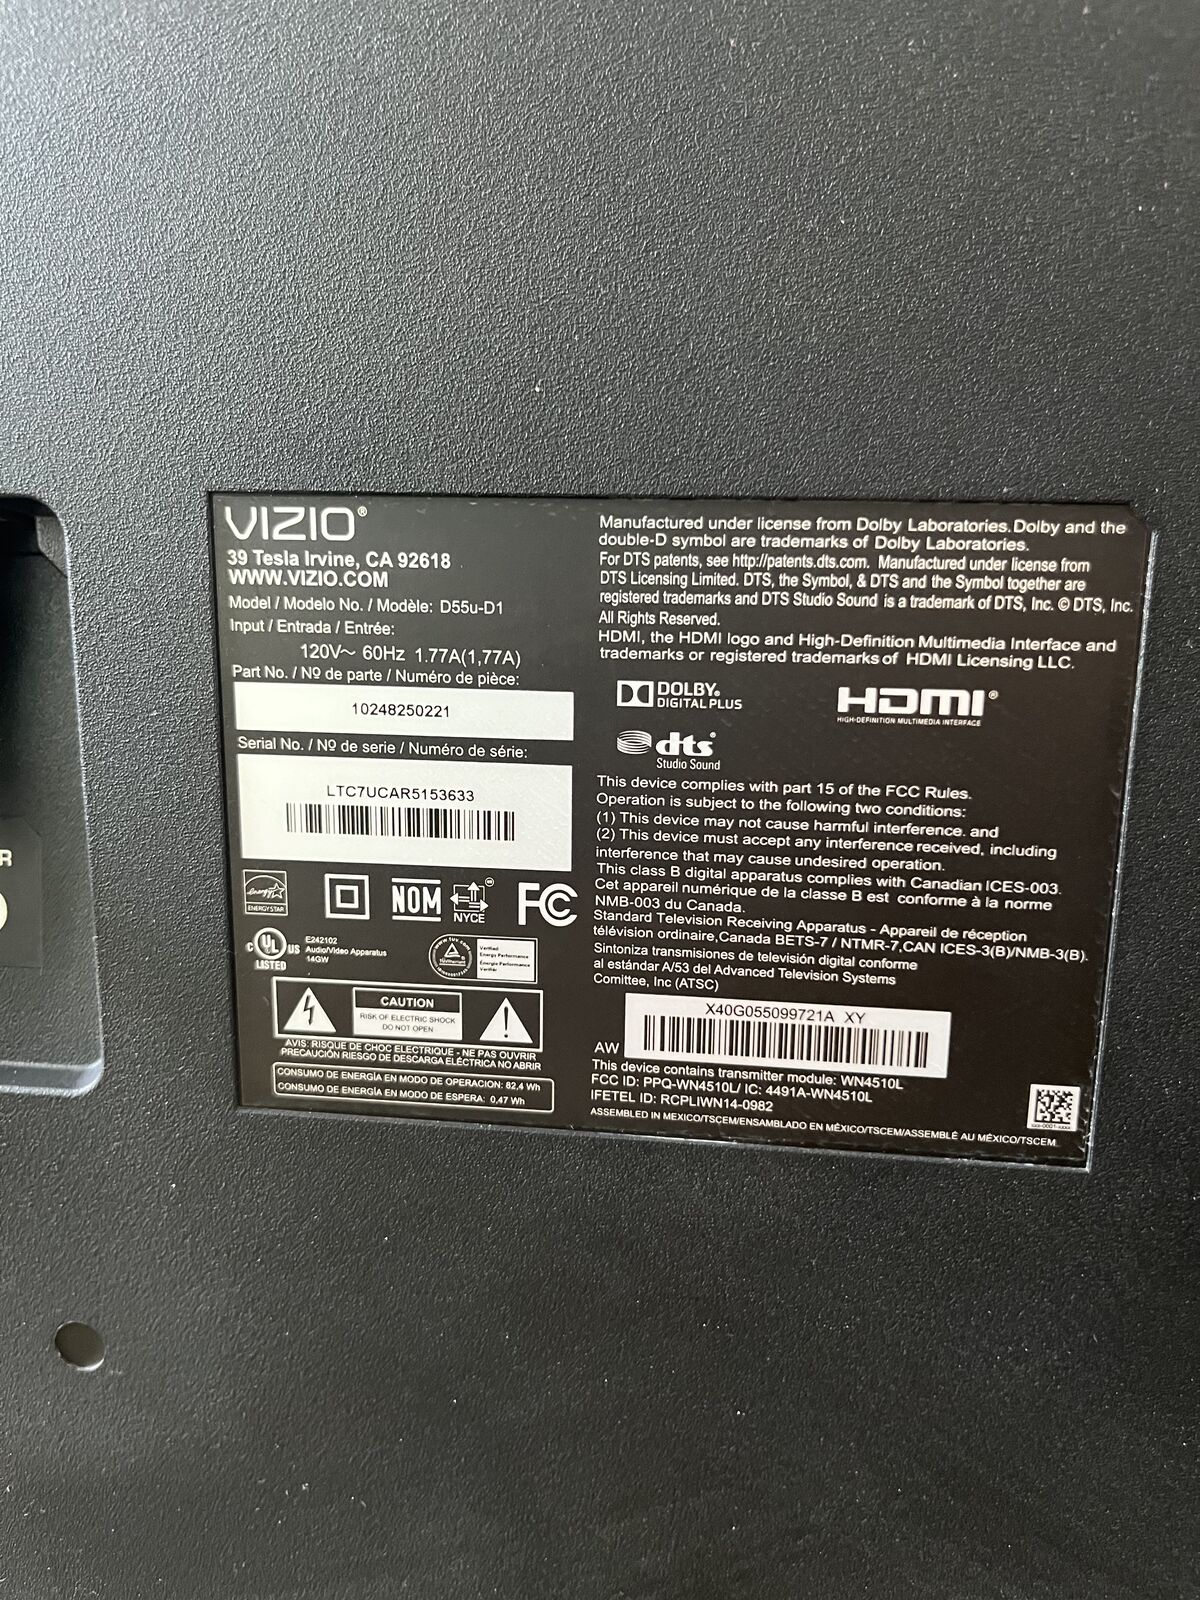 R
VIZIO®
39 Tesla Irvine, CA 92618
WWW.VIZIO.COM
Model / Modelo No. / Modèle: D55u-D1
Input / Entrada / Entrée:
120V~ 60Hz 1.77A(1,77A)
Part No. / Nº de parte / Numéro de pièce:
10248250221
Serial No. / Nº de serie / Numéro de série:
LTC7UCAR5153633
energy
ENERGY STAR
NOM
NYCE
FC
C UL US
LISTED
E242102
Audio/Video Apparatus
14GW
Verified
Energy Performance
Énergie Performance
Vérifiér
CAUTION
RISK OF ELECTRIC SHOCK
DO NOT OPEN
AVIS: RISQUE DE CHOC ELECTRIQUE - NE PAS OUVRIR
PRECAUCIÓN RIESGO DE DESCARGA ELÉCTRICA NO ABRIR
CONSUMO DE ENERGÍA EN MODO DE OPERACION: 82,4 Wh
CONSUMO DE ENERGÍA EN MODO DE ESPERA: 0,47 Wh
Manufactured under license from Dolby Laboratories. Dolby and the
double-D symbol are trademarks of Dolby Laboratories.
For DTS patents, see http://patents.dts.com. Manufactured under license from
DTS Licensing Limited. DTS, the Symbol, & DTS and the Symbol together are
registered trademarks and DTS Studio Sound is a trademark of DTS, Inc. © DTS, Inc.
All Rights Reserved.
HDMI, the HDMI logo and High-Definition Multimedia Interface and
trademarks or registered trademarks of HDMI Licensing LLC.
DOLBY®
DIGITAL PLUS
HDMI®
HIGH-DEFINITION MULTIMEDIA INTERFACE
dts®
Studio Sound
This device complies with part 15 of the FCC Rules.
Operation is subject to the following two conditions:
(1) This device may not cause harmful interference. and
(2) This device must accept any interference received, including
interference that may cause undesired operation.
This class B digital apparatus complies with Canadian ICES-003.
Cet appareil numérique de la classe B est conforme à la norme
NMB-003 du Canada.
Standard Television Receiving Apparatus - Appareil de réception
télévision ordinaire,Canada BETS-7 / NTMR-7,CAN ICES-3(B)/NMB-3(B).
Sintoniza transmisiones de televisión digital conforme
al estándar A/53 del Advanced Television Systems
Comittee, Inc (ATSC)
X40G055099721A XY
AW
This device contains transmitter module: WN4510L
FCC ID: PPQ-WN4510L/ IC: 4491A-WN4510L
IFETEL ID: RCPLIWN14-0982
ASSEMBLED IN MEXICO/TSCEM/ENSAMBLADO EN MÉXICO/TSCEM/ASSEMBLÉ AU MÉXICO/TSCEM